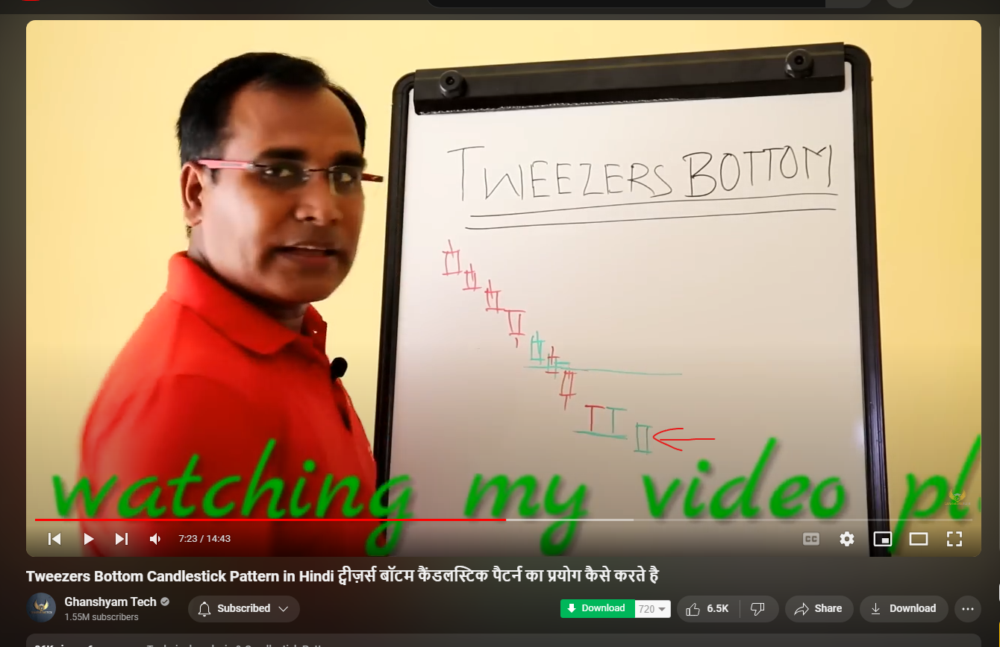 TWEEZERS BOTTOM
watching my video pl
7:23 / 14:43
CC
Tweezers Bottom Candlestick Pattern in Hindi ट्वीज़र्स बॉटम कैंडलस्टिक पैटर्न का प्रयोग कैसे करते है
Ghanshyam Tech
1.55M subscribers
Subscribed
Download 720
6.5K
Share
Download